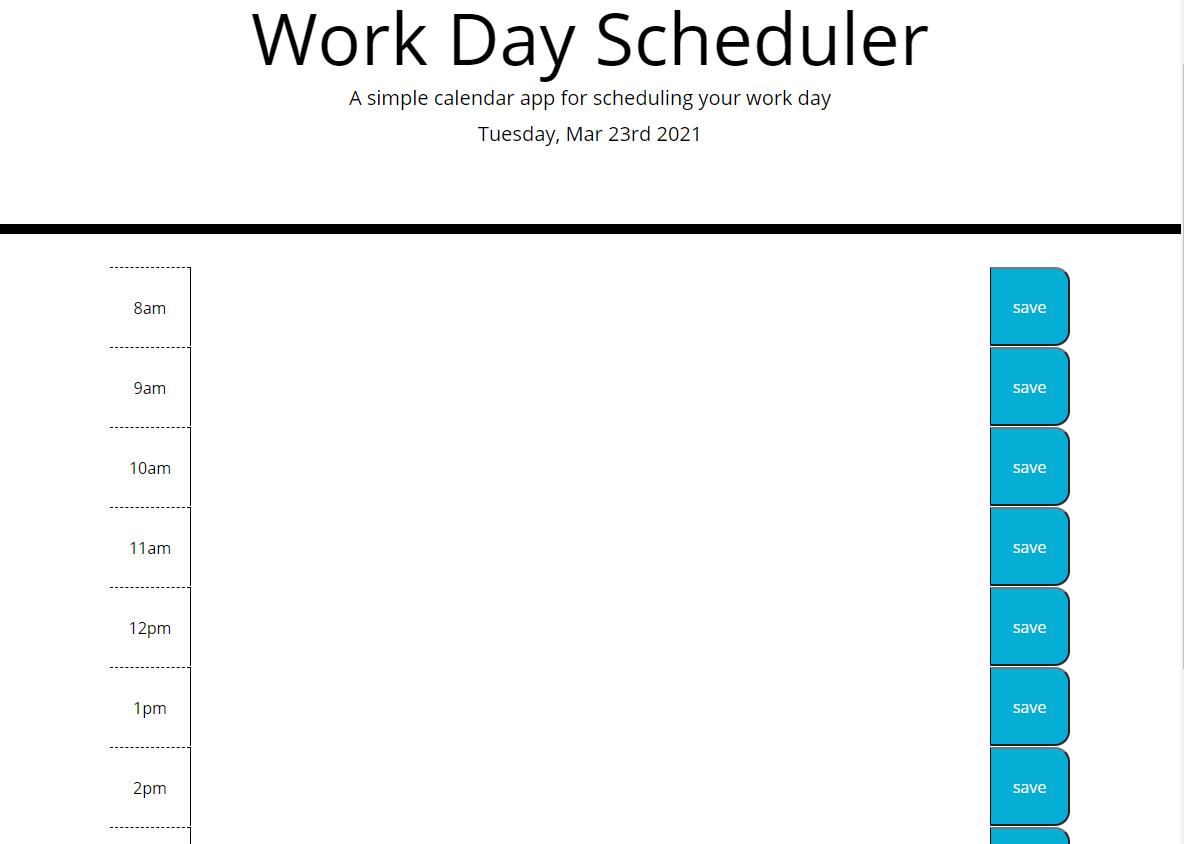 Work Day Scheduler
A simple calendar app for scheduling your work day
Tuesday, Mar 23rd 2021
8am
save
9am
save
10am
save
11am
save
12pm
save
1pm
save
2pm
save